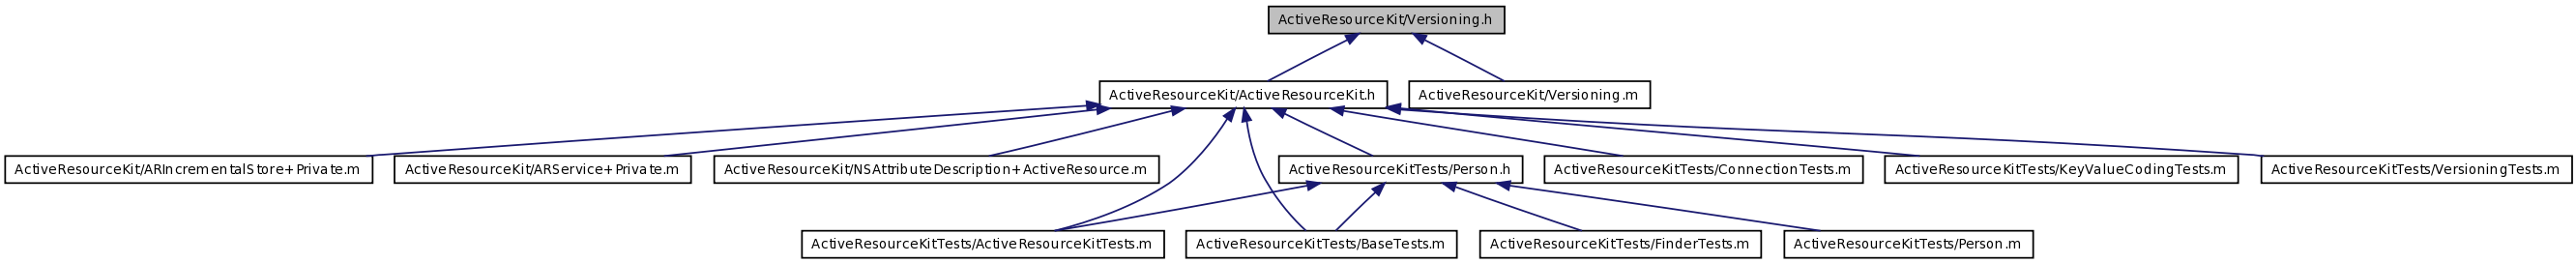 ActiveResourceKit/Versioning.h
ActiveResourceKit/ActiveResourceKit.h
ActiveResourceKit/Versioning.m
ActiveResourceKit/ARIncrementalStore+Private.m
ActiveResourceKit/ARService+Private.m
ActiveResourceKit/NSAttributeDescription+ActiveResource.m
ActiveResourceKitTests/Person.h
ActiveResourceKitTests/ConnectionTests.m
ActiveResourceKitTests/KeyValueCodingTests.m
ActiveResourceKitTests/VersioningTests.m
ActiveResourceKitTests/ActiveResourceKitTests.m
ActiveResourceKitTests/BaseTests.m
ActiveResourceKitTests/FinderTests.m
ActiveResourceKitTests/Person.m